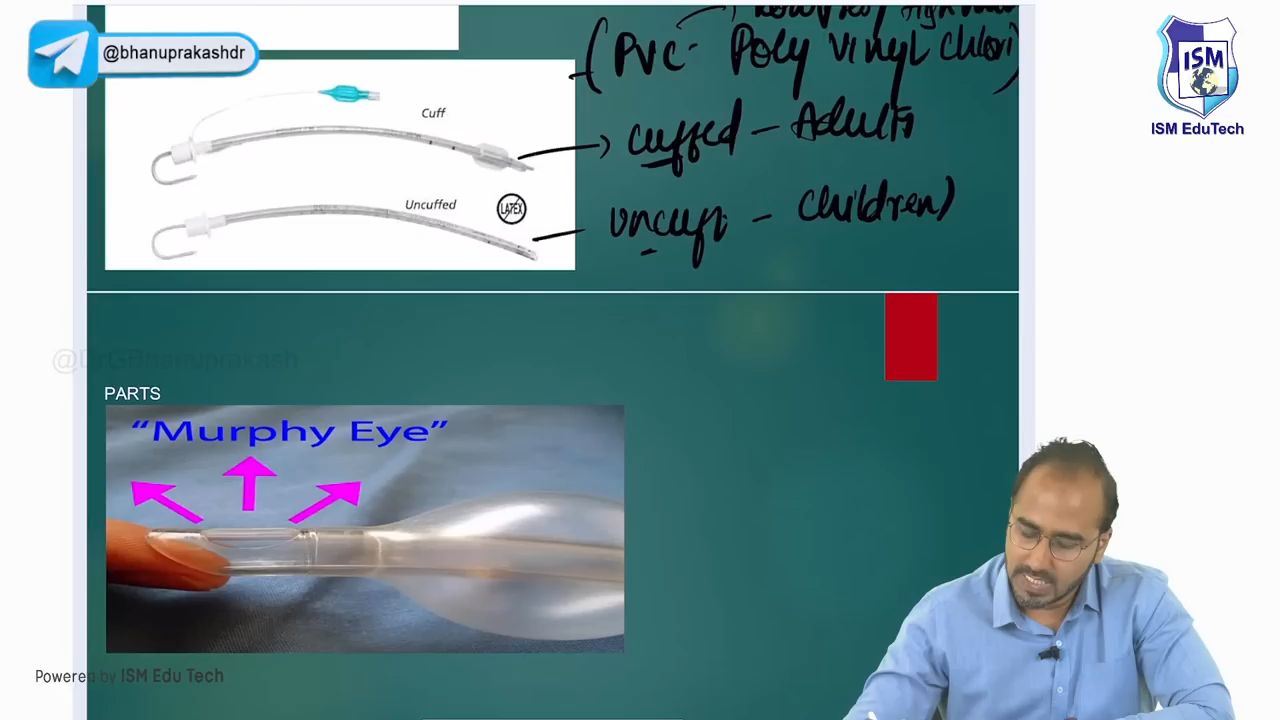 @bhanuprakashdr
ISM
ISM EduTech
(PVC - Poly Vinyl Chlori)
Cuff
cuffed - Adults
Uncuffed
LATEX
uncuff - children)
@DrGBhanuprakash
PARTS
"Murphy Eye"
Powered by ISM Edu Tech